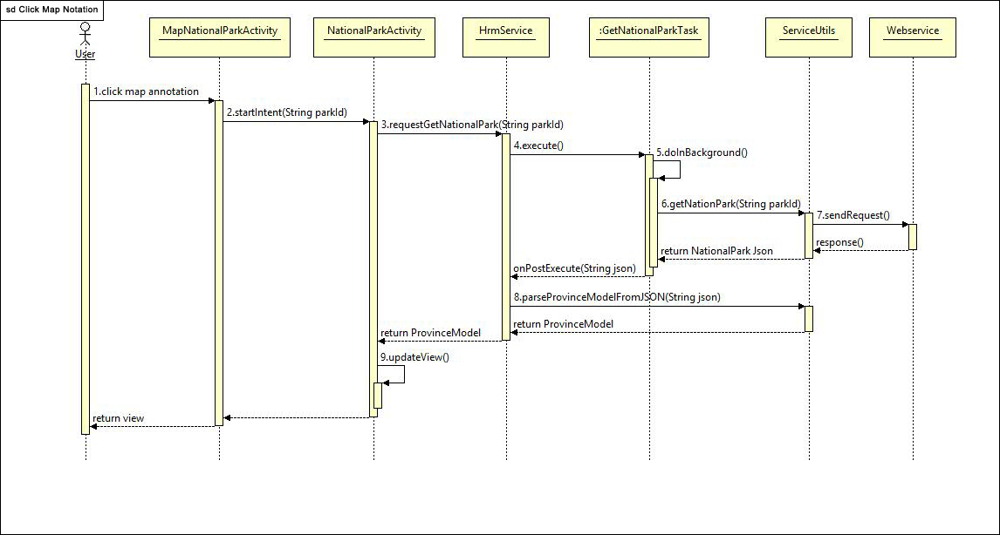 sd Click Map Notation
User
MapNationalParkActivity
NationalParkActivity
HrmService
:GetNationalParkTask
ServiceUtils
Webservice
1.click map annotation
2.startIntent(String parkId)
3.requestGetNationalPark(String parkId)
4.execute()
5.doInBackground()
6.getNationPark(String parkId)
7.sendRequest()
response()
return NationalPark Json
onPostExecute(String json)
8.parseProvinceModelFromJSON(String json)
return ProvinceModel
return ProvinceModel
9.updateView()
return view